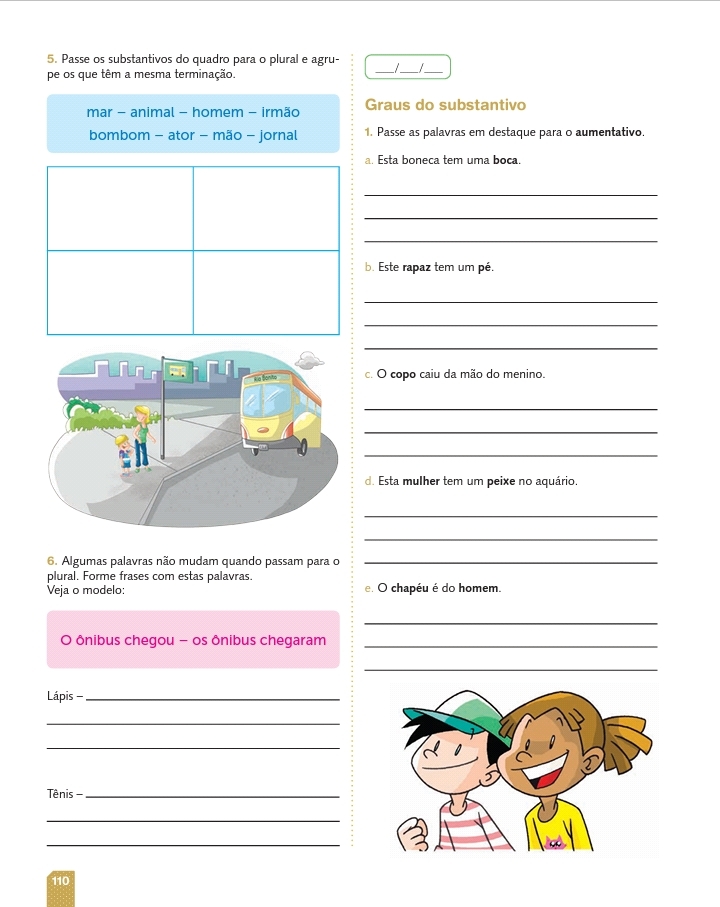 5. Passe os substantivos do quadro para o plural e agru-
pe os que têm a mesma terminação.
mar – animal – homem – irmão
bombom – ator – mão – jornal
Rio Bonito
6. Algumas palavras não mudam quando passam para o
plural. Forme frases com estas palavras.
Veja o modelo:
O ônibus chegou – os ônibus chegaram
Lápis –
Tênis –
110
___/___/___
Graus do substantivo
1. Passe as palavras em destaque para o aumentativo.
a. Esta boneca tem uma boca.
b. Este rapaz tem um pé.
c. O copo caiu da mão do menino.
d. Esta mulher tem um peixe no aquário.
e. O chapéu é do homem.